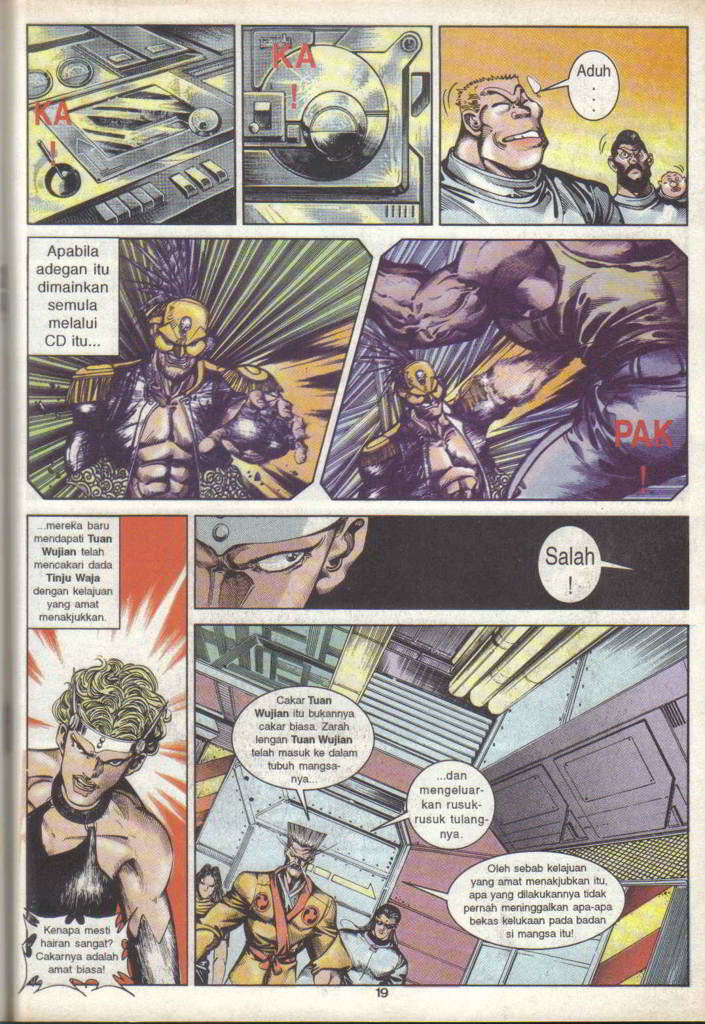 KA
!
KA
!
Aduh
.
.
.
Apabila
adegan itu
dimainkan
semula
melalui
CD itu...
PAK
!
...mereka baru
mendapati Tuan
Wujian telah
mencakari dada
Tinju Waja
dengan kelajuan
yang amat
menakjukkan.
Salah
!
Kenapa mesti
hairan sangat?
Cakarnya adalah
amat biasa!
Cakar Tuan
Wujian itu bukannya
cakar biasa. Zarah
lengan Tuan Wujian
telah masuk ke dalam
tubuh mangsa-
nya...
...dan
mengeluar-
kan rusuk-
rusuk tulang-
nya.
Oleh sebab kelajuan
yang amat menakjubkan itu,
apa yang dilakukannya tidak
pernah meninggalkan apa-apa
bekas kelukaan pada badan
si mangsa itu!
19